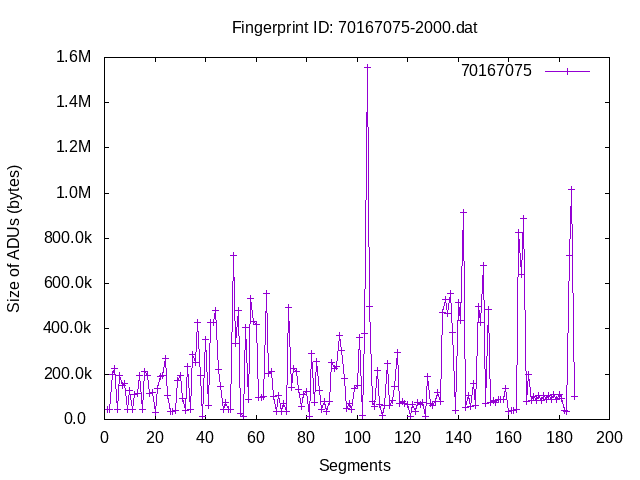 Fingerprint ID: 70167075-2000.dat
1.6M
70167075
1.4M
1.2M
1.0M
800.0k
600.0k
400.0k
200.0k
0.0
0 20 40 60 80 100 120 140 160 180 200
Size of ADUs (bytes)
Segments